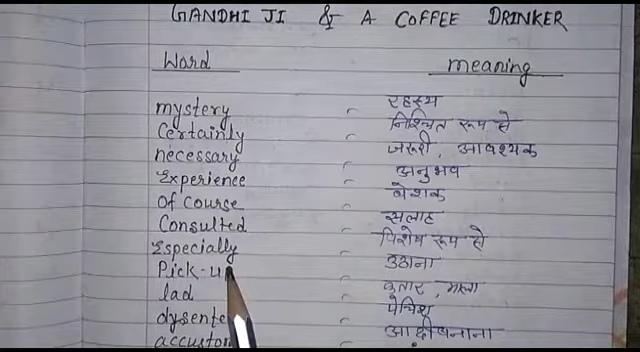 GANDHI JI & A COFFEE DRINKER
Word meaning
mystery - रहस्य
Certainly - निश्चित रूप से
necessary - जरूरी, आवश्यक
Experience - अनुभव
Of course - बेशक
Consulted - सलाह
Especially - विशेष रूप से
Pick-u - उठाना
lad -
dysente - पेचिश
accustom -